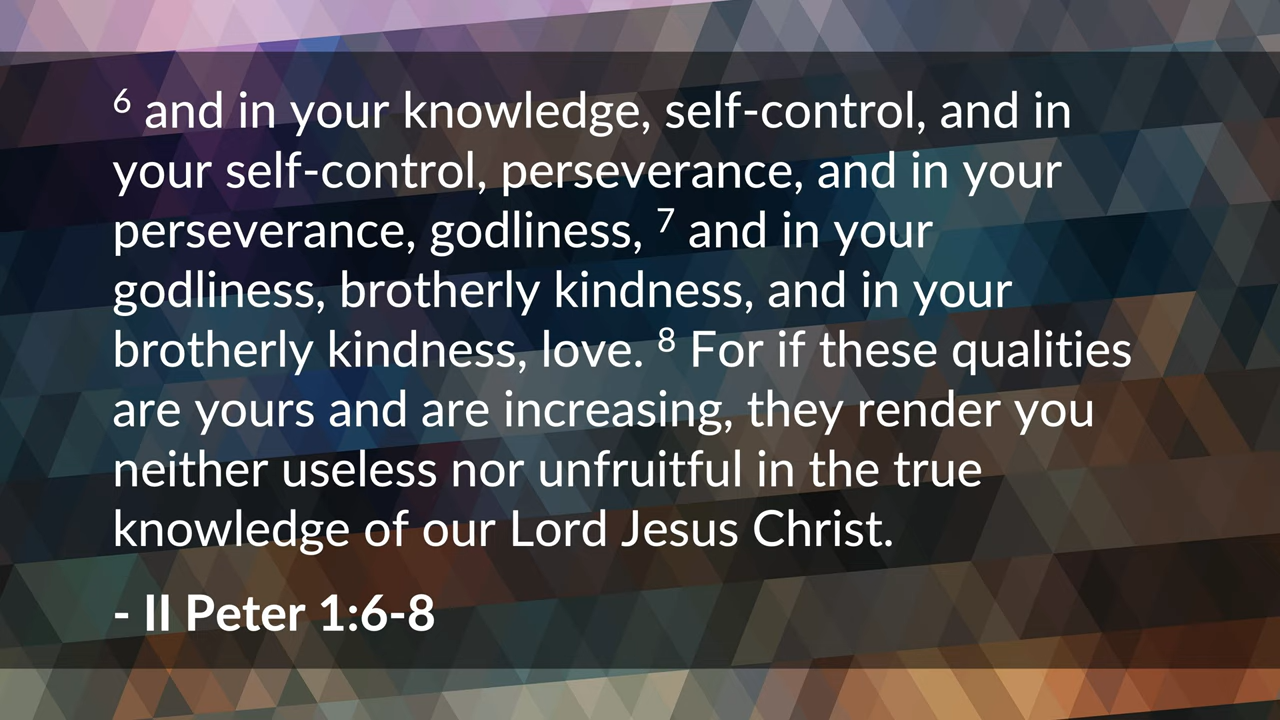 6 and in your knowledge, self-control, and in
your self-control, perseverance, and in your
perseverance, godliness, 7 and in your
godliness, brotherly kindness, and in your
brotherly kindness, love. 8 For if these qualities
are yours and are increasing, they render you
neither useless nor unfruitful in the true
knowledge of our Lord Jesus Christ.
- II Peter 1:6-8